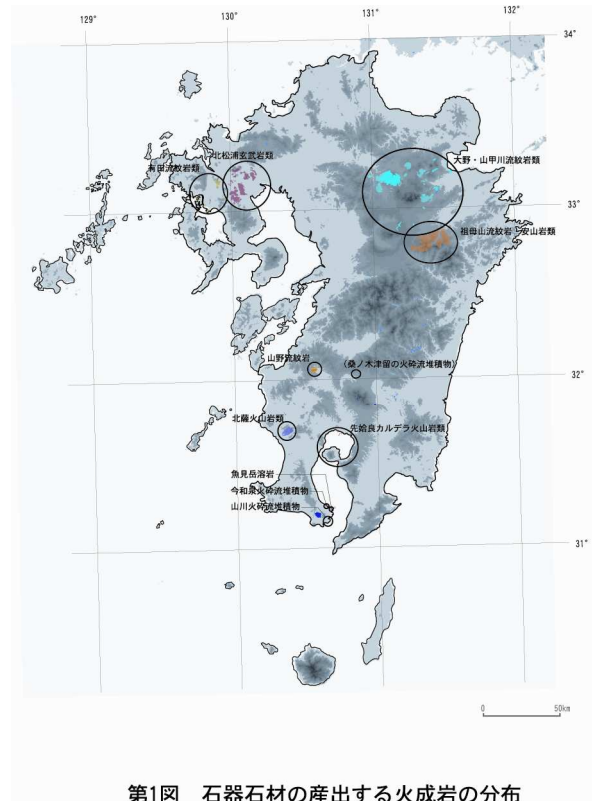 129°
130°
131°
132°
34°
北松浦玄武岩類
有田流紋岩類
大野・山甲川流紋岩類
33°
祖母山流紋岩・安山岩類
山野流紋岩
(桑ノ木津留の火砕流堆積物)
32°
北薩火山岩類
先姶良カルデラ火山岩類
魚見岳溶岩
今和泉火砕流堆積物
山川火砕流堆積物
31°
0
50km
第1図 石器石材の産出する火成岩の分布